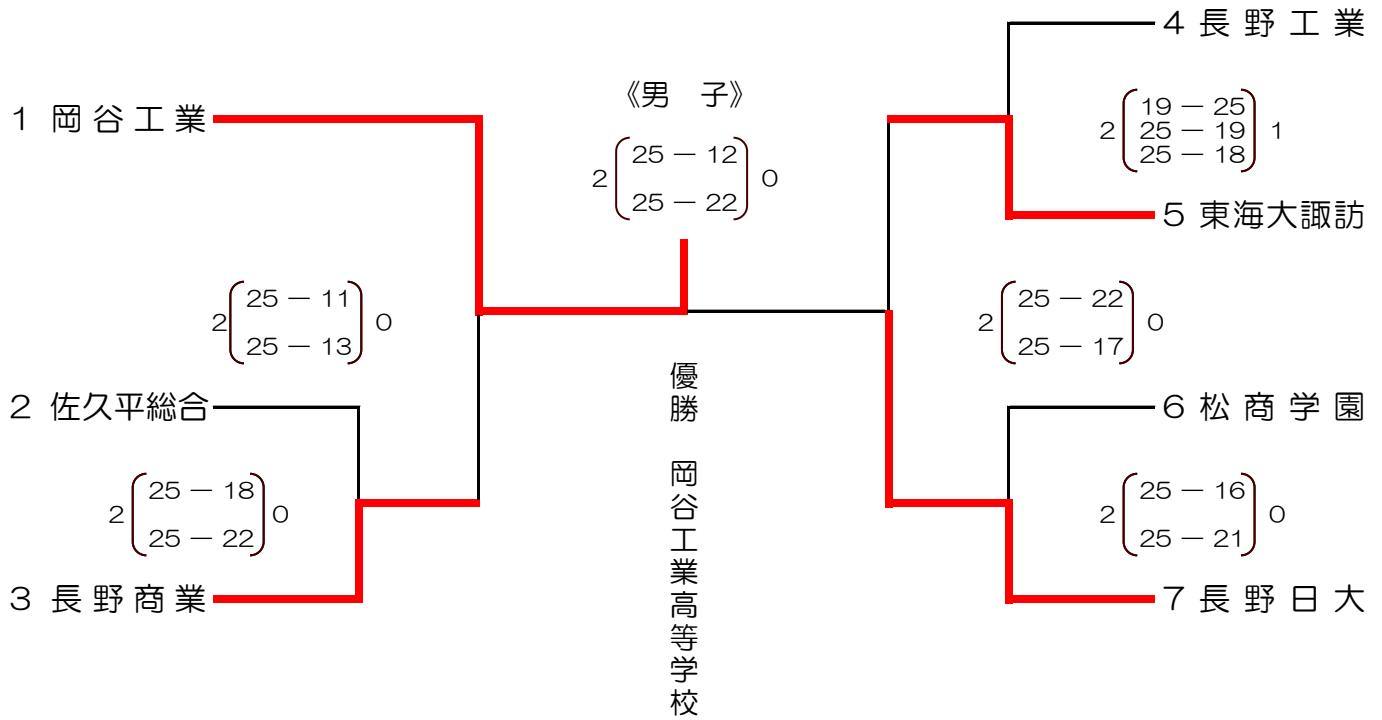 《男　子》
2 25 － 12 0
25 － 22
優勝　岡谷工業高等学校
1 岡谷工業
2 25 － 11 0
25 － 13
2 佐久平総合
2 25 － 18 0
25 － 22
3 長野商業
4 長野工業
19 － 25
2 25 － 19 1
25 － 18
5 東海大諏訪
2 25 － 22 0
25 － 17
6 松商学園
2 25 － 16 0
25 － 21
7 長野日大